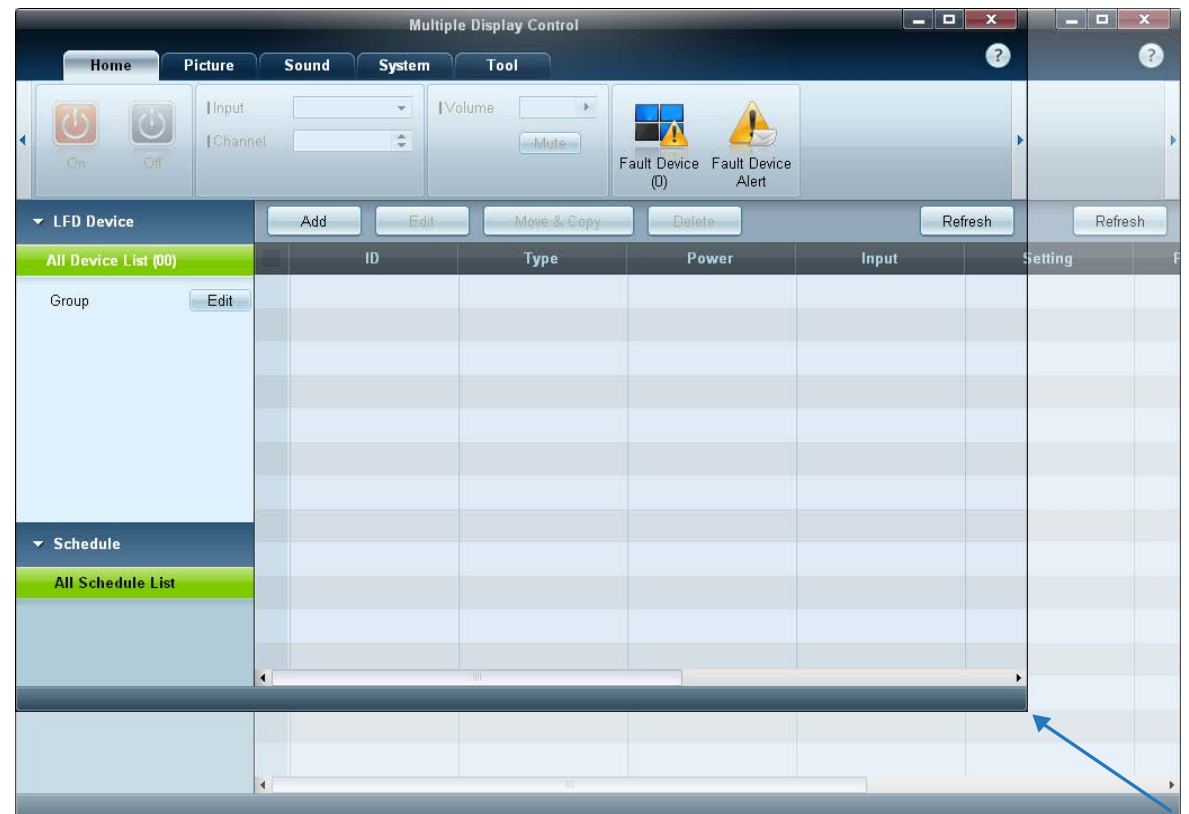 Multiple Display Control
Home Picture Sound System Tool
Input
Channel
On Off
Volume
Mute
Fault Device (0)
Fault Device Alert
LFD Device
Add Edit Move & Copy Delete Refresh Refresh
All Device List (00)
ID Type Power Input Setting
Group Edit
Schedule
All Schedule List